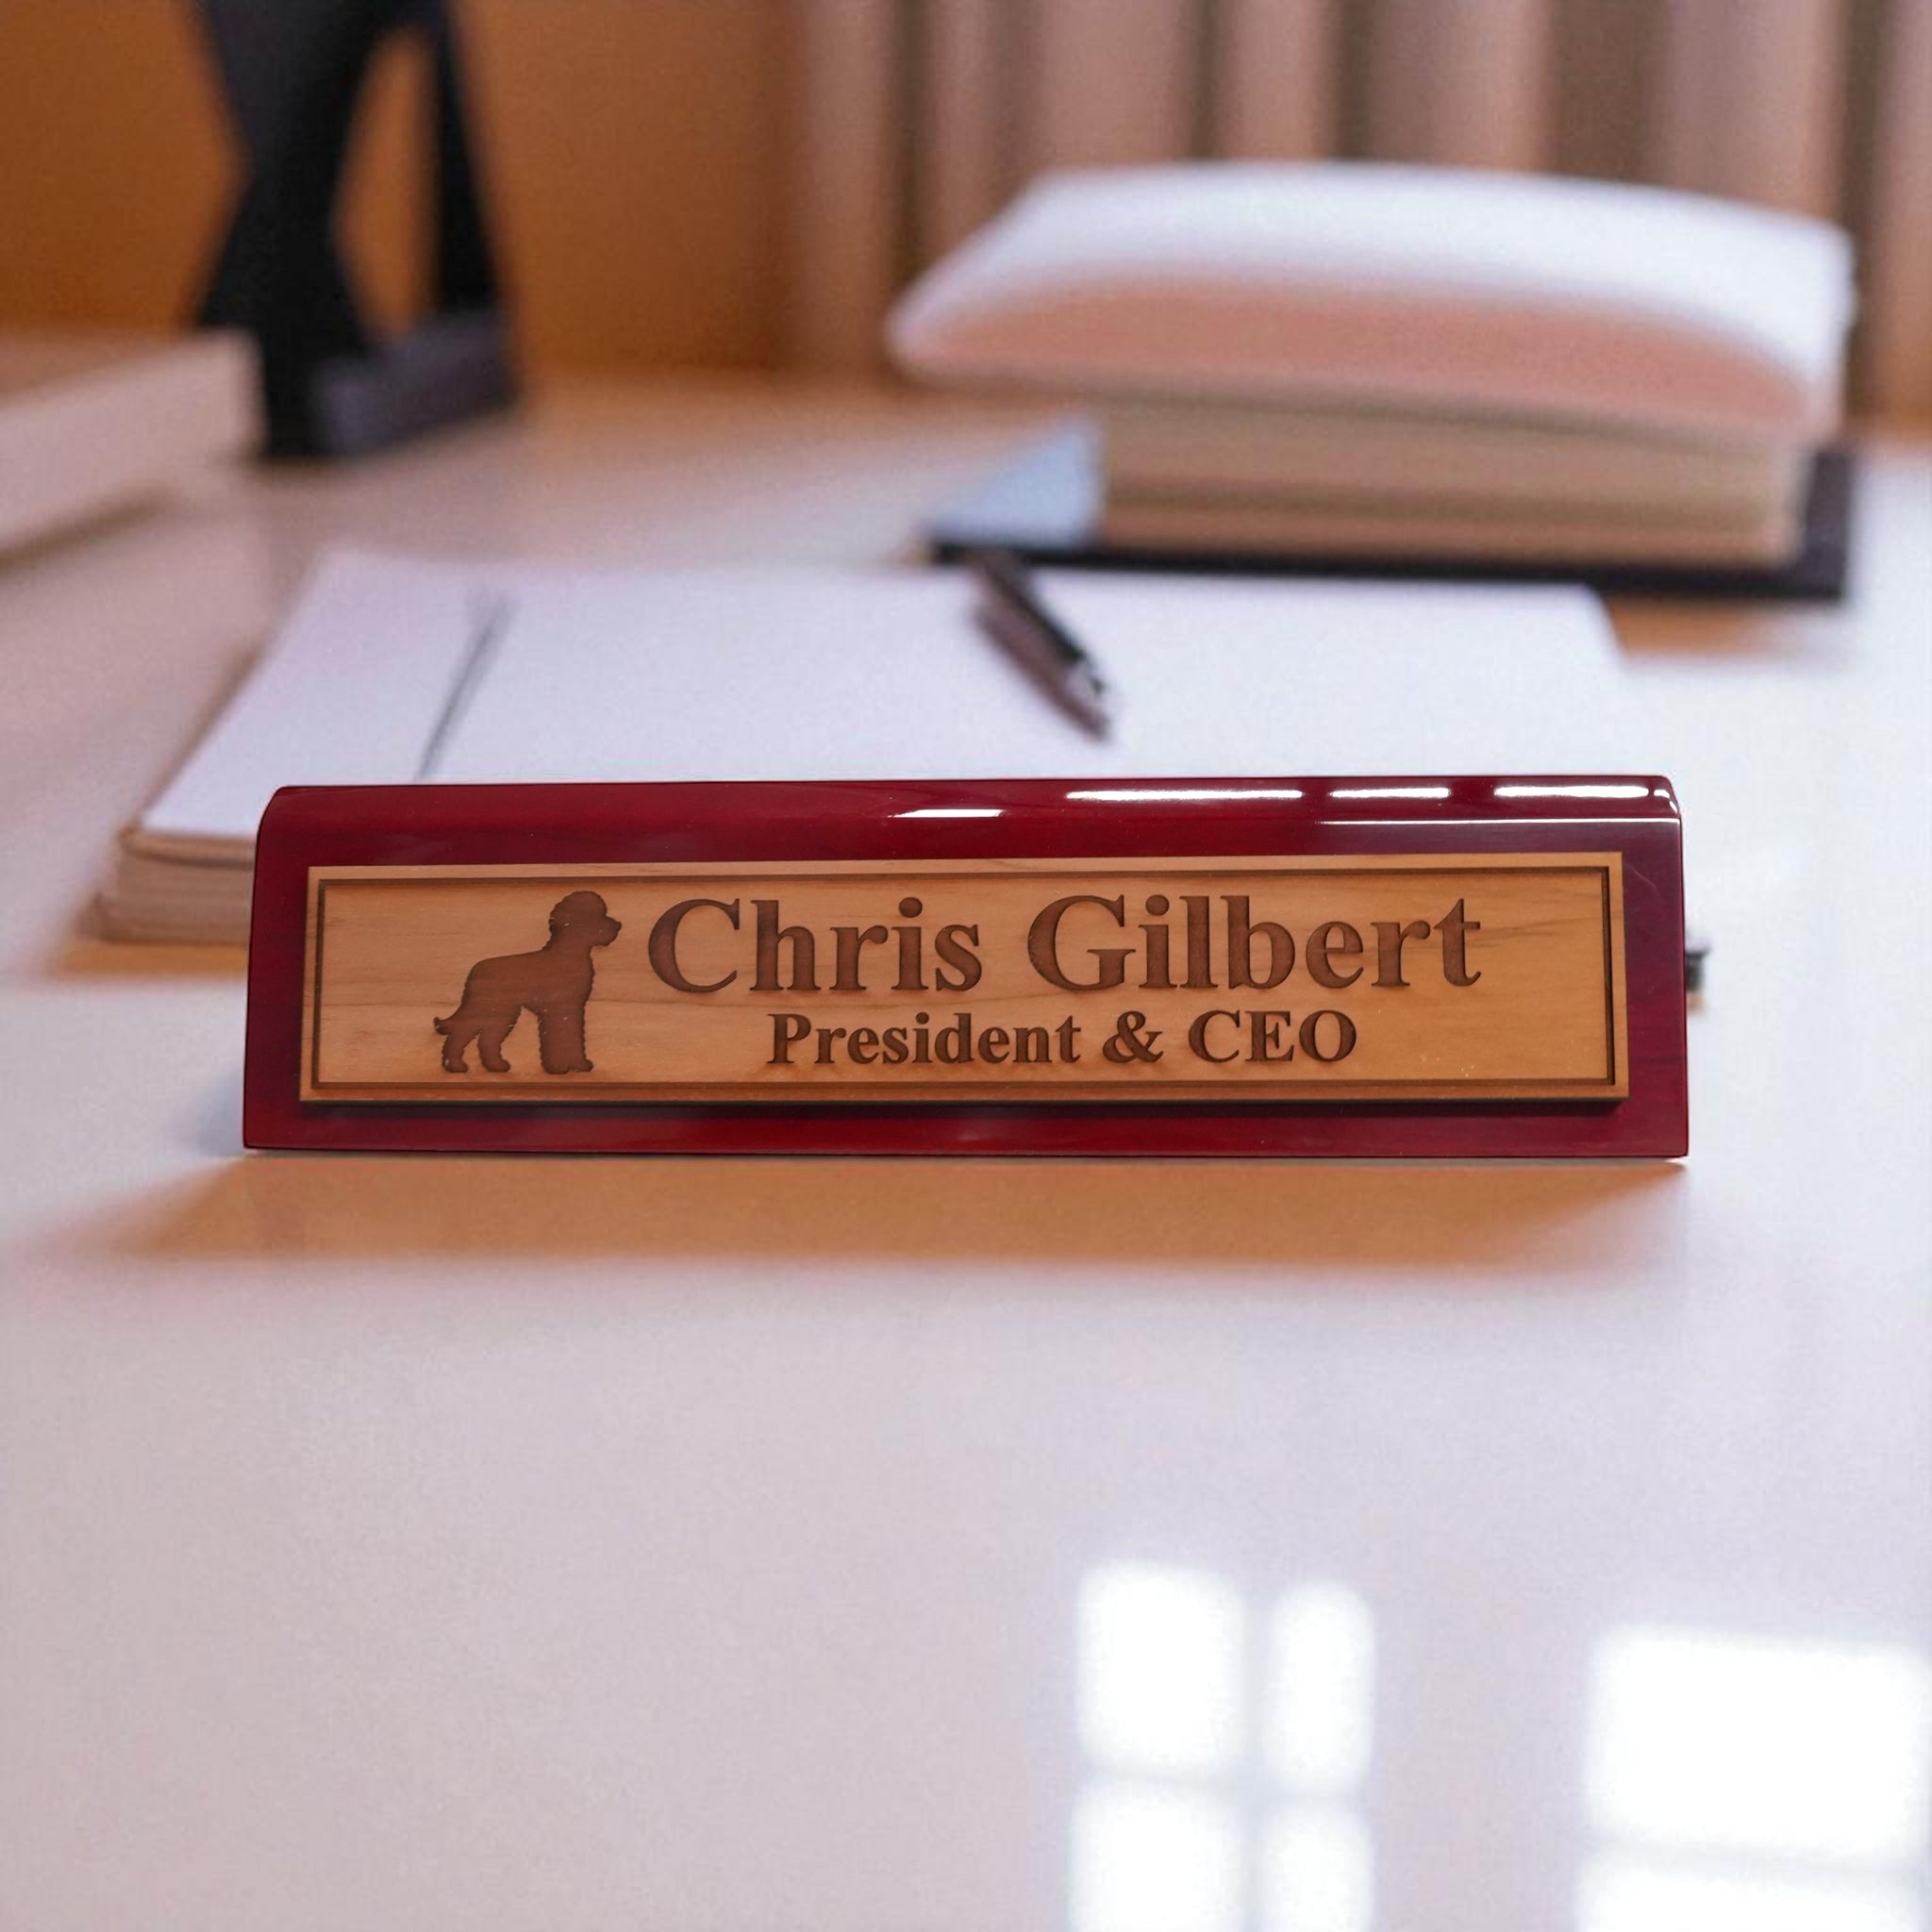 Chris Gilbert
President & CEO